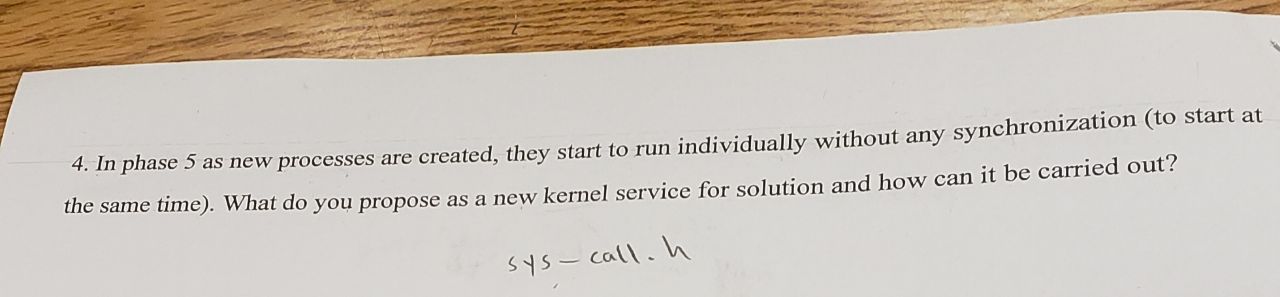 4. In phase 5 as new processes are created, they start to run individually without any synchronization (to start at
the same time). What do you propose as a new kernel service for solution and how can it be carried out?
sys-call.h